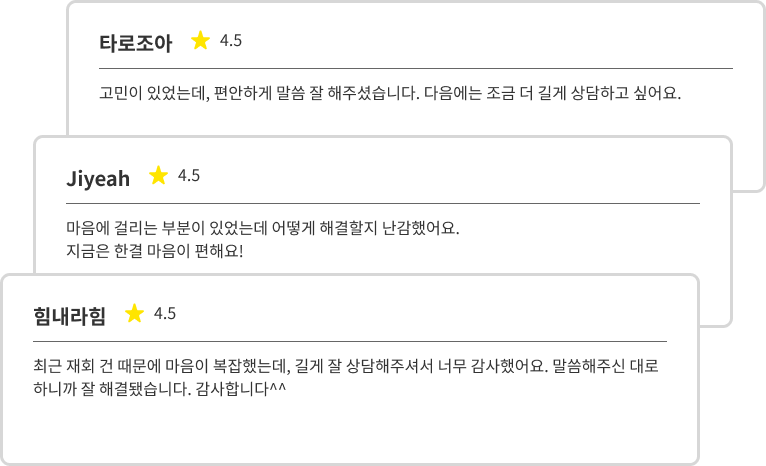 타로조아 4.5
고민이 있었는데, 편안하게 말씀 잘 해주셨습니다. 다음에는 조금 더 길게 상담하고 싶어요.
Jiyeah 4.5
마음에 걸리는 부분이 있었는데 어떻게 해결할지 난감했어요.
지금은 한결 마음이 편해요!
힘내라힘 4.5
최근 재회 건 때문에 마음이 복잡했는데, 길게 잘 상담해주셔서 너무 감사했어요. 말씀해주신 대로
하니까 잘 해결됐습니다. 감사합니다^^